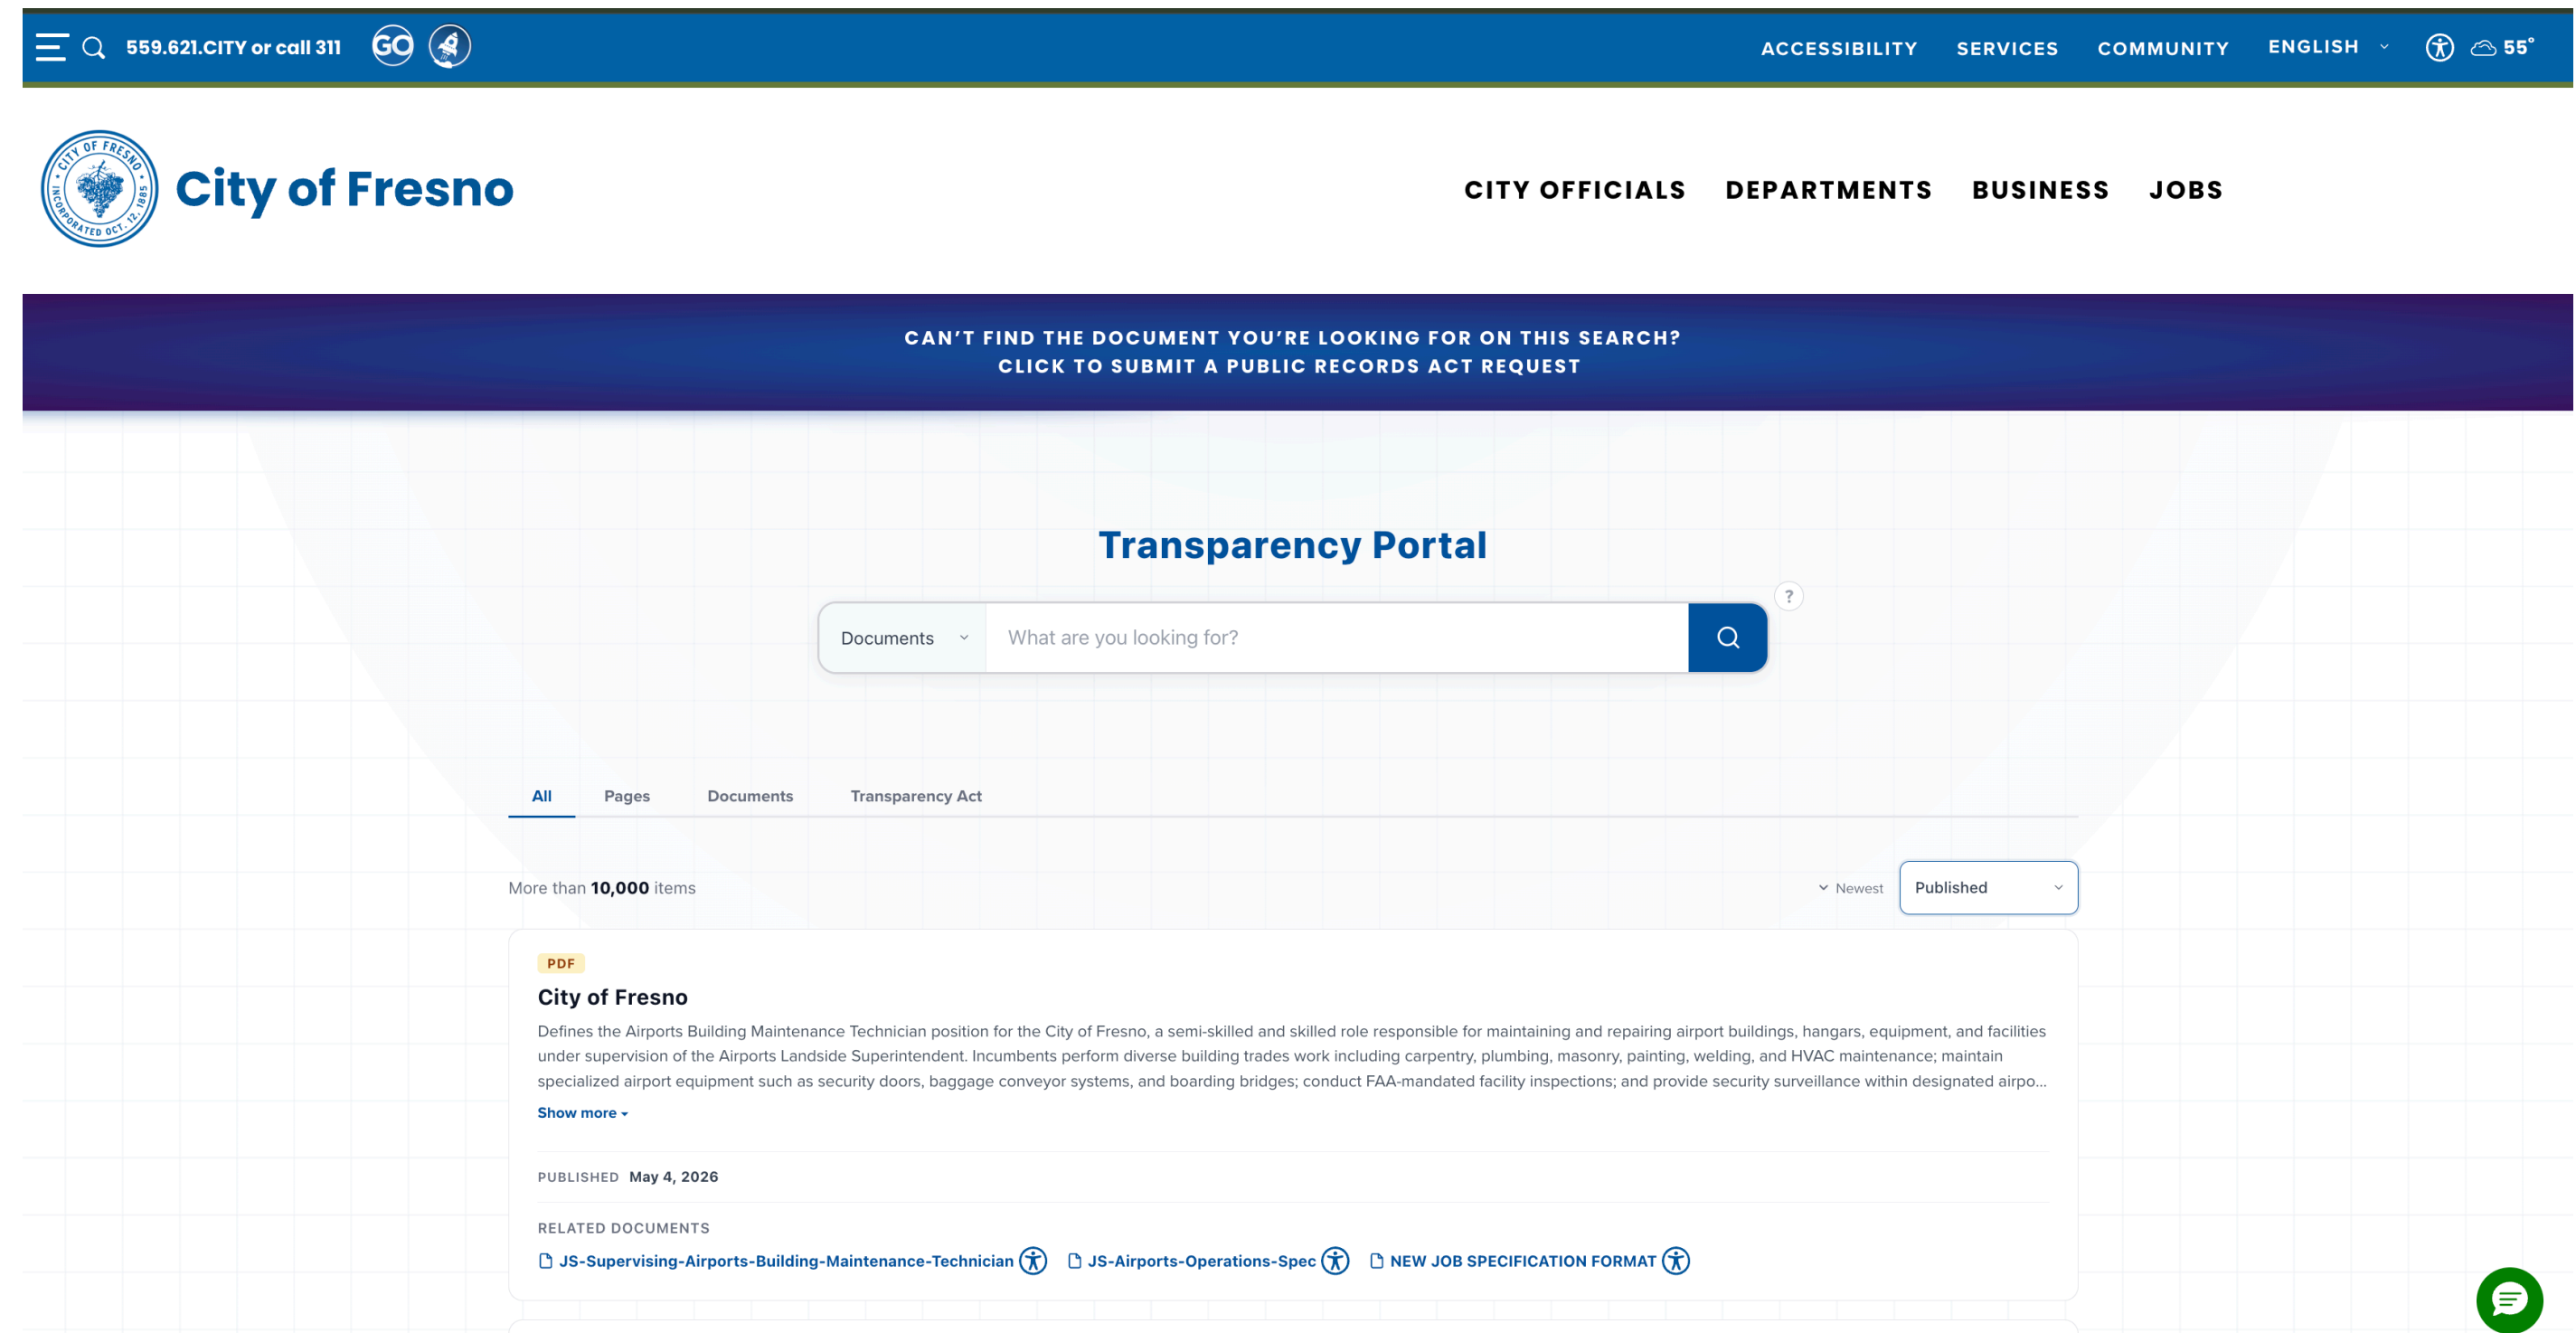 559.621.CITY or call 311
GO
ACCESSIBILITY SERVICES COMMUNITY ENGLISH 55°
CITY OF FRESNO
INCORPORATED OCT. 12, 1885
City of Fresno
CITY OFFICIALS DEPARTMENTS BUSINESS JOBS
CAN'T FIND THE DOCUMENT YOU'RE LOOKING FOR ON THIS SEARCH?
CLICK TO SUBMIT A PUBLIC RECORDS ACT REQUEST
Transparency Portal
?
Documents What are you looking for?
All Pages Documents Transparency Act
More than 10,000 items
Newest Published
PDF
City of Fresno
Defines the Airports Building Maintenance Technician position for the City of Fresno, a semi-skilled and skilled role responsible for maintaining and repairing airport buildings, hangars, equipment, and facilities
under supervision of the Airports Landside Superintendent. Incumbents perform diverse building trades work including carpentry, plumbing, masonry, painting, welding, and HVAC maintenance; maintain
specialized airport equipment such as security doors, baggage conveyor systems, and boarding bridges; conduct FAA-mandated facility inspections; and provide security surveillance within designated airpo...
Show more
PUBLISHED May 4, 2026
RELATED DOCUMENTS
JS-Supervising-Airports-Building-Maintenance-Technician JS-Airports-Operations-Spec NEW JOB SPECIFICATION FORMAT